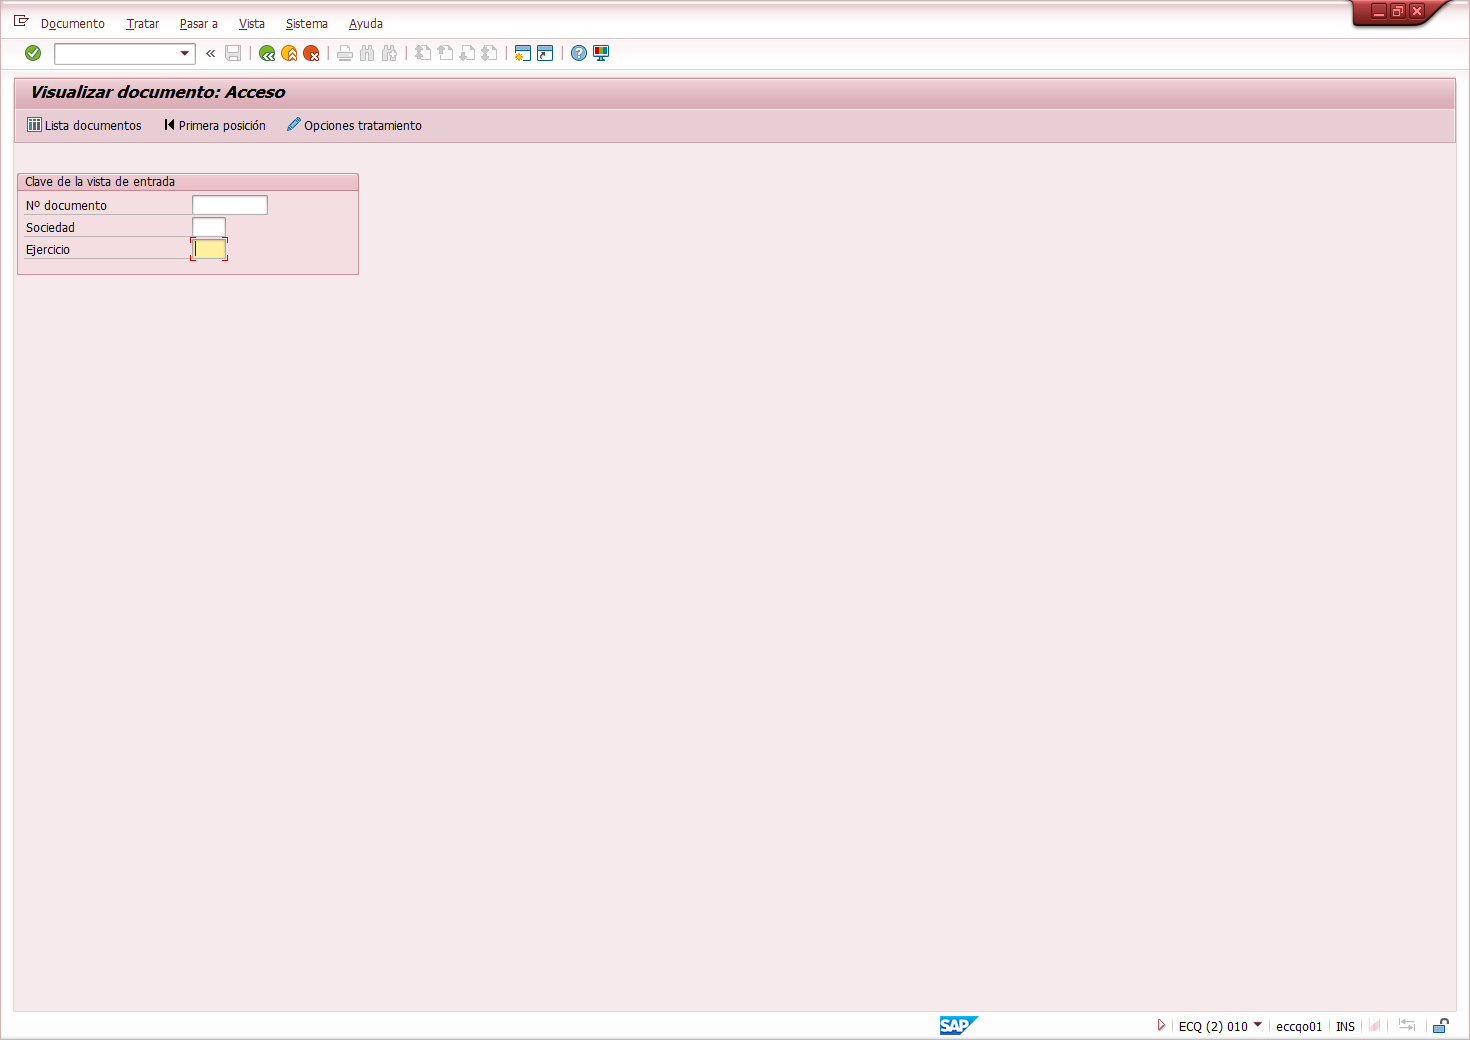 Documento Tratar Pasar a Vista Sistema Ayuda
Visualizar documento: Acceso
Lista documentos Primera posición Opciones tratamiento
Clave de la vista de entrada
Nº documento
Sociedad
Ejercicio
SAP ECQ (2) 010 eccqo01 INS